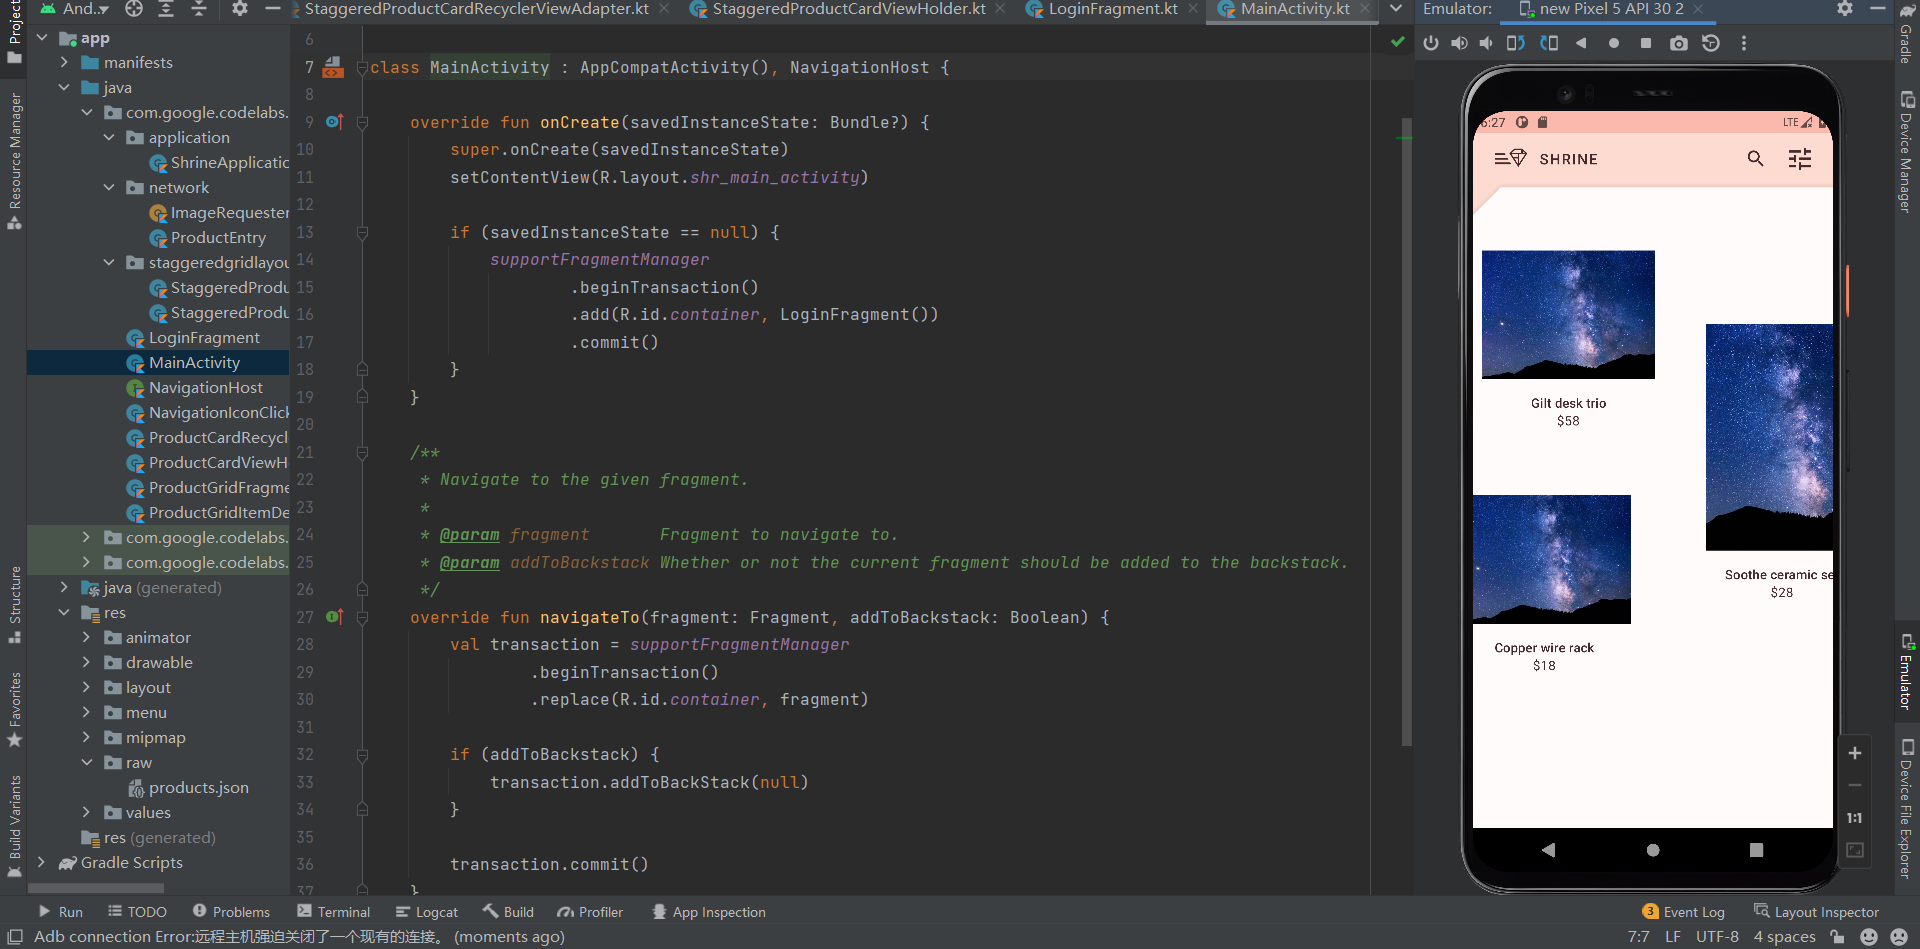 And...
StaggeredProductCardRecyclerViewAdapter.kt
StaggeredProductCardViewHolder.kt
LoginFragment.kt
MainActivity.kt
Emulator:
new Pixel 5 API 30 2
Project
Resource Manager
Structure
Favorites
Build Variants
app
manifests
java
com.google.codelabs.
application
ShrineApplicatio
network
ImageRequester
ProductEntry
staggeredgridlayou
StaggeredProdu
StaggeredProdu
LoginFragment
MainActivity
NavigationHost
NavigationIconClick
ProductCardRecycl
ProductCardViewH
ProductGridFragme
ProductGridItemDe
com.google.codelabs.
com.google.codelabs.
java (generated)
res
animator
drawable
layout
menu
mipmap
raw
products.json
values
res (generated)
Gradle Scripts
6
7 class MainActivity : AppCompatActivity(), NavigationHost {
8
9 override fun onCreate(savedInstanceState: Bundle?) {
10 super.onCreate(savedInstanceState)
11 setContentView(R.layout.shr_main_activity)
12
13 if (savedInstanceState == null) {
14 supportFragmentManager
15 .beginTransaction()
16 .add(R.id.container, LoginFragment())
17 .commit()
18 }
19 }
20
21 /**
22 * Navigate to the given fragment.
23 *
24 * @param fragment Fragment to navigate to.
25 * @param addToBackstack Whether or not the current fragment should be added to the backstack.
26 */
27 override fun navigateTo(fragment: Fragment, addToBackstack: Boolean) {
28 val transaction = supportFragmentManager
29 .beginTransaction()
30 .replace(R.id.container, fragment)
31
32 if (addToBackstack) {
33 transaction.addToBackStack(null)
34 }
35
36 transaction.commit()
37 }
6:27
LTE
SHRINE
Gilt desk trio
$58
Soothe ceramic se
$28
Copper wire rack
$18
1:1
Gradle
Device Manager
Emulator
Device File Explorer
Run
TODO
Problems
Terminal
Logcat
Build
Profiler
App Inspection
3 Event Log
Layout Inspector
Adb connection Error:远程主机强迫关闭了一个现有的连接。 (moments ago)
7:7 LF UTF-8 4 spaces